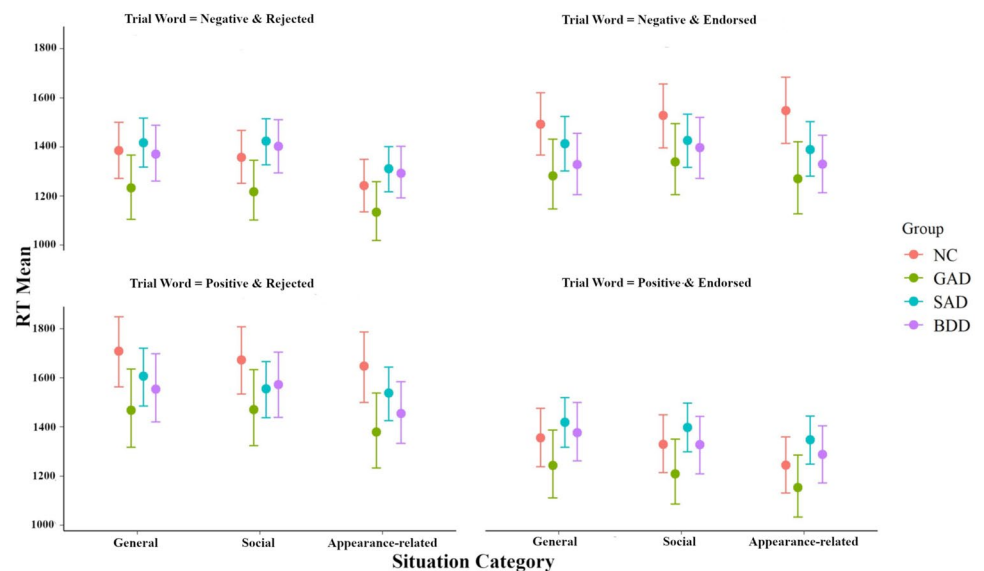 Trial Word = Negative & Rejected
Trial Word = Negative & Endorsed
1800
1600
1400
1200
1000
Trial Word = Positive & Rejected
Trial Word = Positive & Endorsed
1800
1600
1400
1200
1000
RT Mean
General Social Appearance-related
General Social Appearance-related
Situation Category
Group
NC
GAD
SAD
BDD